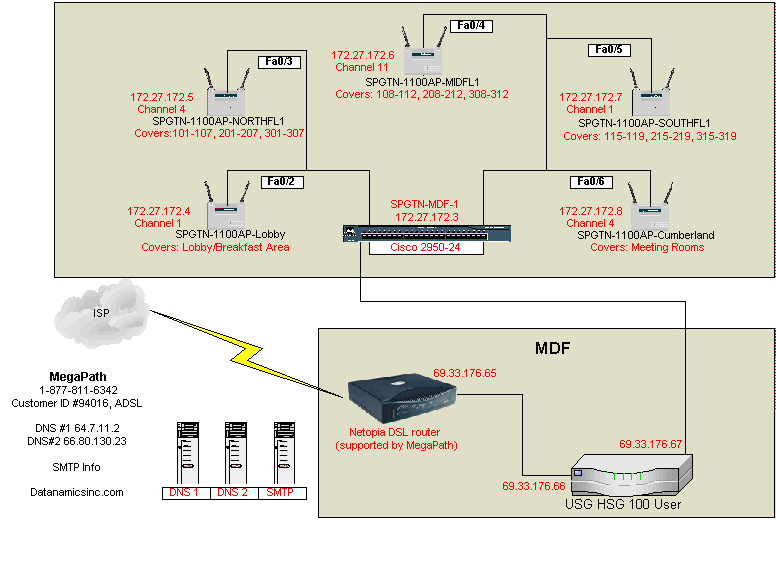 Fa0/4
Fa0/3
Fa0/5
172.27.172.6
Channel 11
SPGTN-1100AP-MIDFL1
Covers: 108-112, 208-212, 308-312
172.27.172.5
Channel 4
SPGTN-1100AP-NORTHFL1
Covers:101-107, 201-207, 301-307
172.27.172.7
Channel 1
SPGTN-1100AP-SOUTHFL1
Covers: 115-119, 215-219, 315-319
Fa0/2
Fa0/6
172.27.172.4
Channel 1
SPGTN-1100AP-Lobby
Covers: Lobby/Breakfast Area
SPGTN-MDF-1
172.27.172.3
Cisco 2950-24
172.27.172.8
Channel 4
SPGTN-1100AP-Cumberland
Covers: Meeting Rooms
ISP
MDF
MegaPath
1-877-811-6342
Customer ID #94016, ADSL
DNS #1 64.7.11.2
DNS#2 66.80.130.23
SMTP Info
Datanamicsinc.com
DNS 1
DNS 2
SMTP
69.33.176.65
Netopia DSL router
(supported by MegaPath)
69.33.176.67
69.33.176.66
USG HSG 100 User